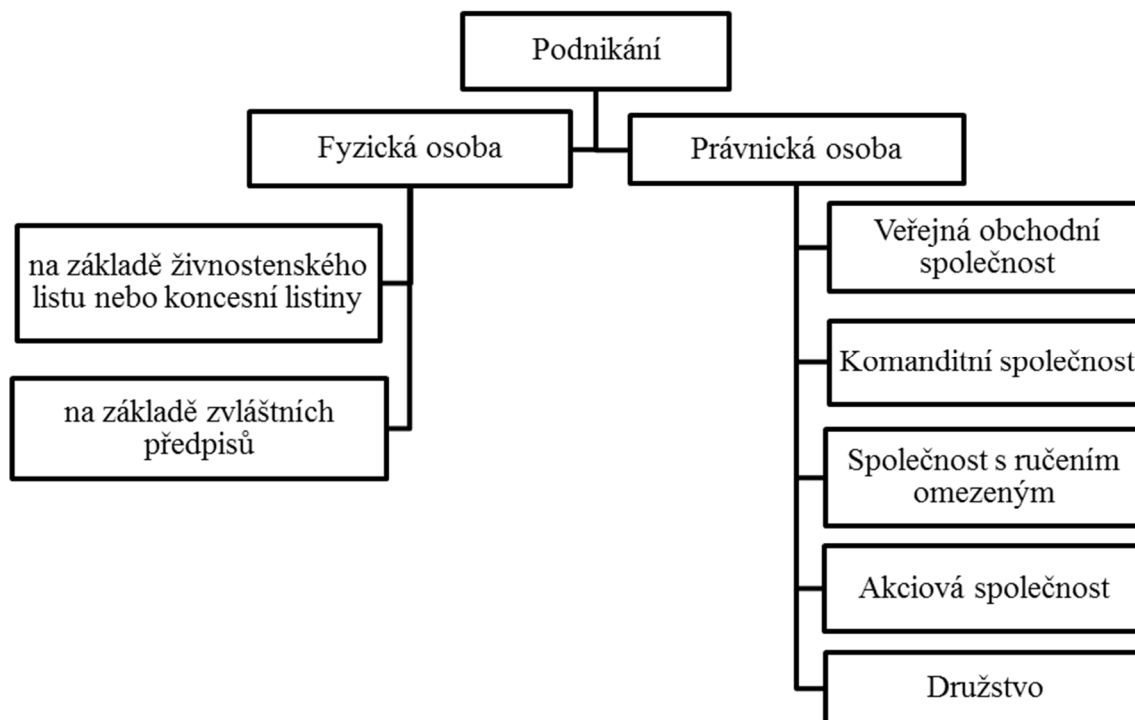 Podnikání
Fyzická osoba
Právnická osoba
na základě živnostenského
listu nebo koncesní listiny
na základě zvláštních
předpisů
Veřejná obchodní
společnost
Komanditní společnost
Společnost s ručením
omezeným
Akciová společnost
Družstvo